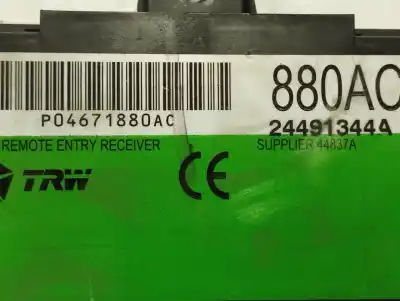 880AC
P04671880AC
24491344A
REMOTE ENTRY RECEIVER
SUPPLIER 44837A
TRW
CE